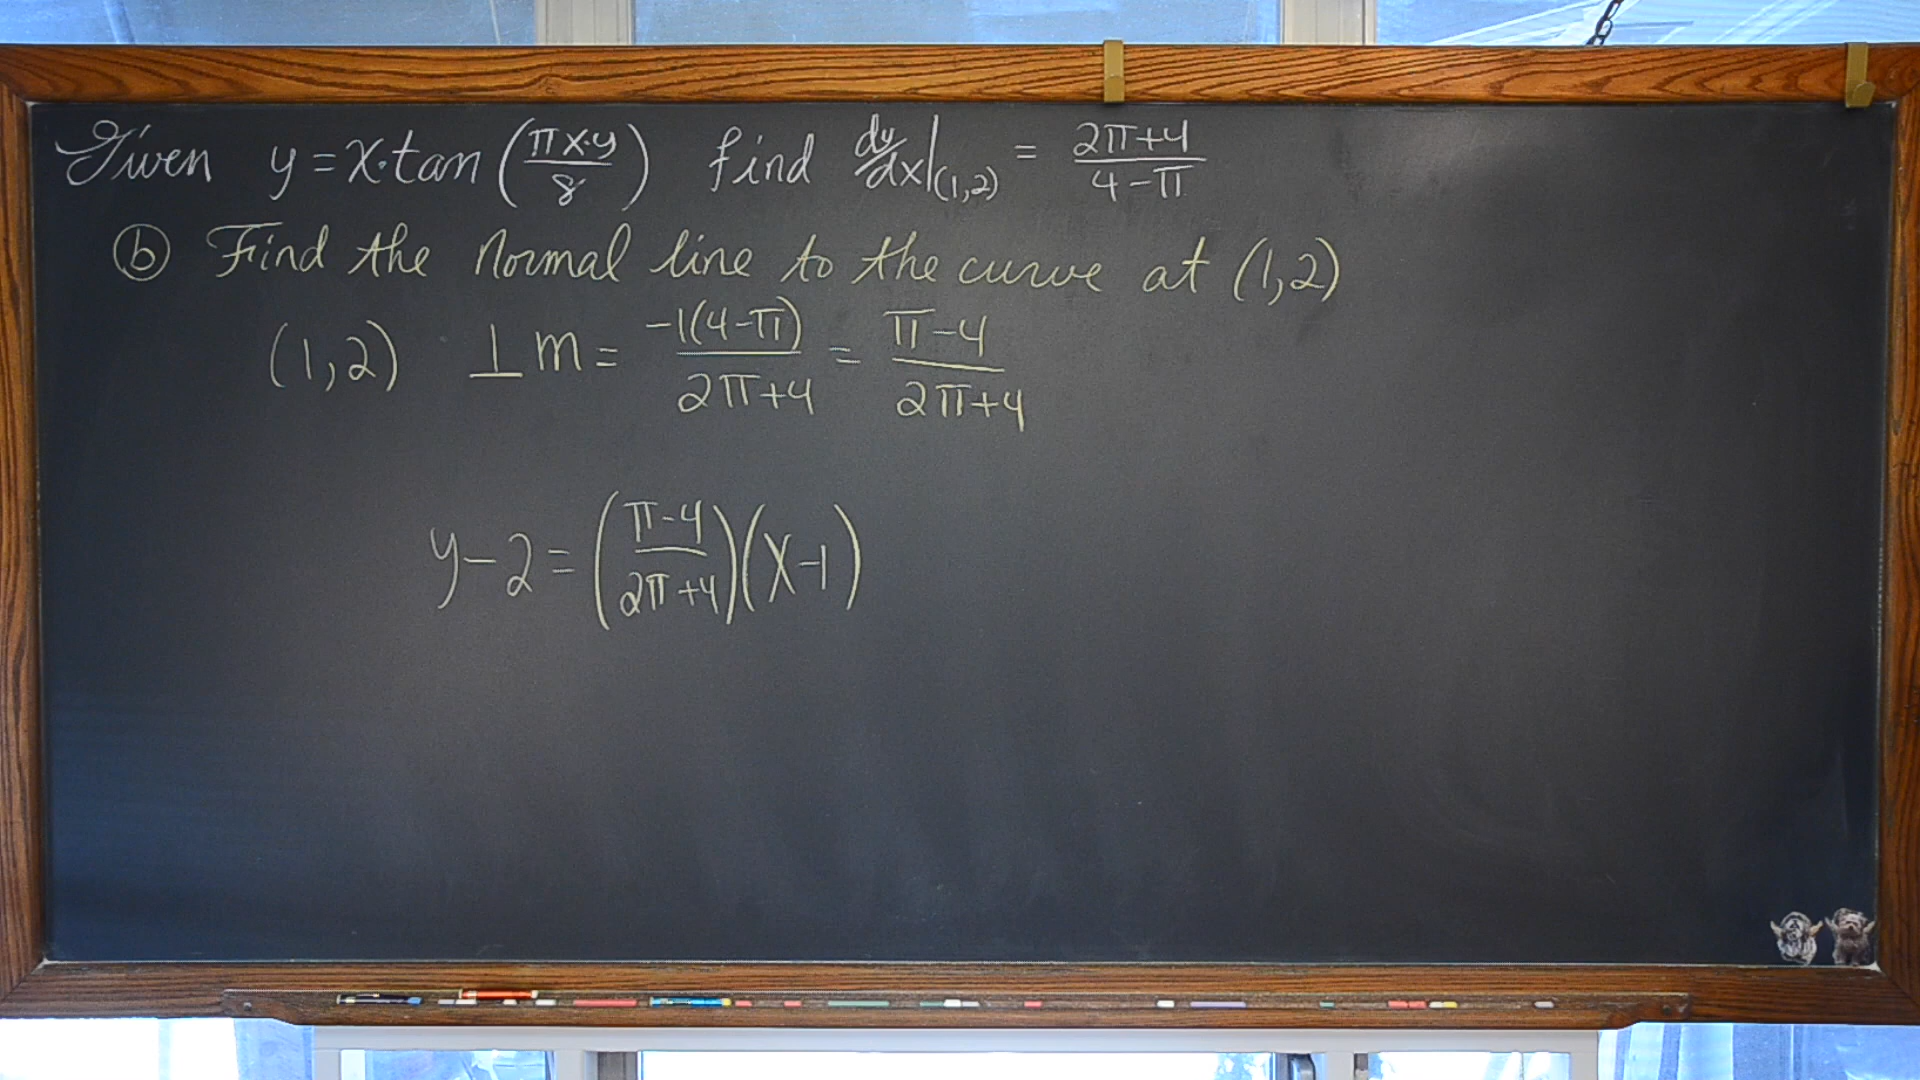 Given y = x·tan(πx·y/8) find dy/dx|(1,2) = (2π+4)/(4-π)
ⓑ Find the normal line to the curve at (1,2)
(1,2) ⊥ m = -1(4-π)/(2π+4) = (π-4)/(2π+4)
y-2 = ((π-4)/(2π+4))(x-1)